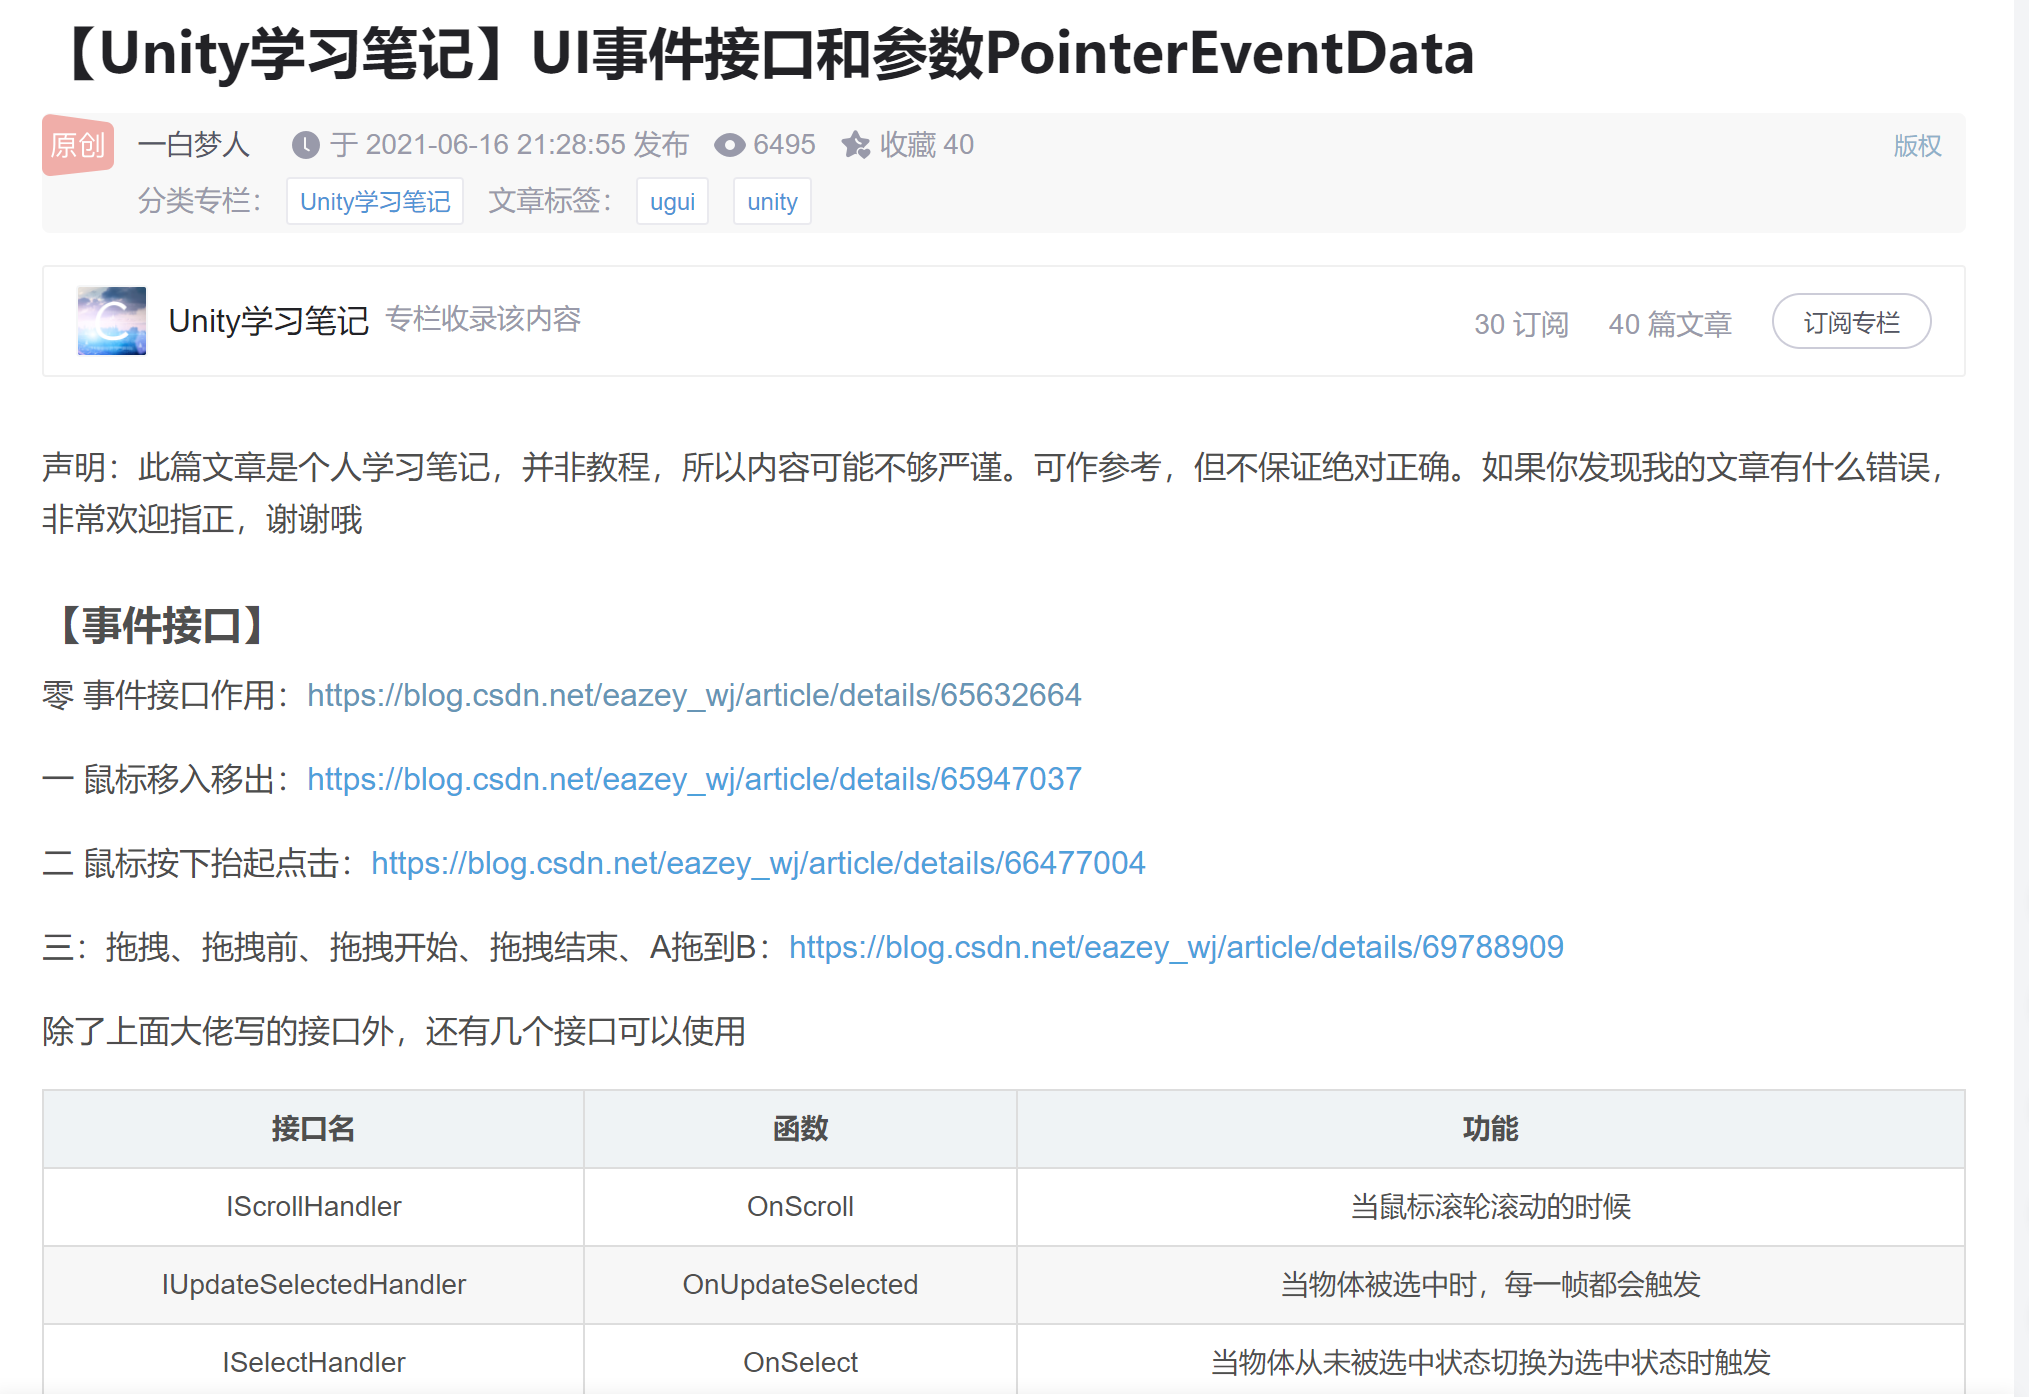 【Unity学习笔记】UI事件接口和参数PointerEventData
原创 一白梦人 于 2021-06-16 21:28:55 发布 6495 收藏 40 版权
分类专栏： Unity学习笔记 文章标签： ugui unity
C Unity学习笔记 专栏收录该内容 30 订阅 40 篇文章 订阅专栏
声明：此篇文章是个人学习笔记，并非教程，所以内容可能不够严谨。可作参考，但不保证绝对正确。如果你发现我的文章有什么错误，
非常欢迎指正，谢谢哦
【事件接口】
零 事件接口作用：https://blog.csdn.net/eazey_wj/article/details/65632664
一 鼠标移入移出：https://blog.csdn.net/eazey_wj/article/details/65947037
二 鼠标按下抬起点击：https://blog.csdn.net/eazey_wj/article/details/66477004
三：拖拽、拖拽前、拖拽开始、拖拽结束、A拖到B：https://blog.csdn.net/eazey_wj/article/details/69788909
除了上面大佬写的接口外，还有几个接口可以使用
接口名 函数 功能
IScrollHandler OnScroll 当鼠标滚轮滚动的时候
IUpdateSelectedHandler OnUpdateSelected 当物体被选中时，每一帧都会触发
ISelectHandler OnSelect 当物体从未被选中状态切换为选中状态时触发